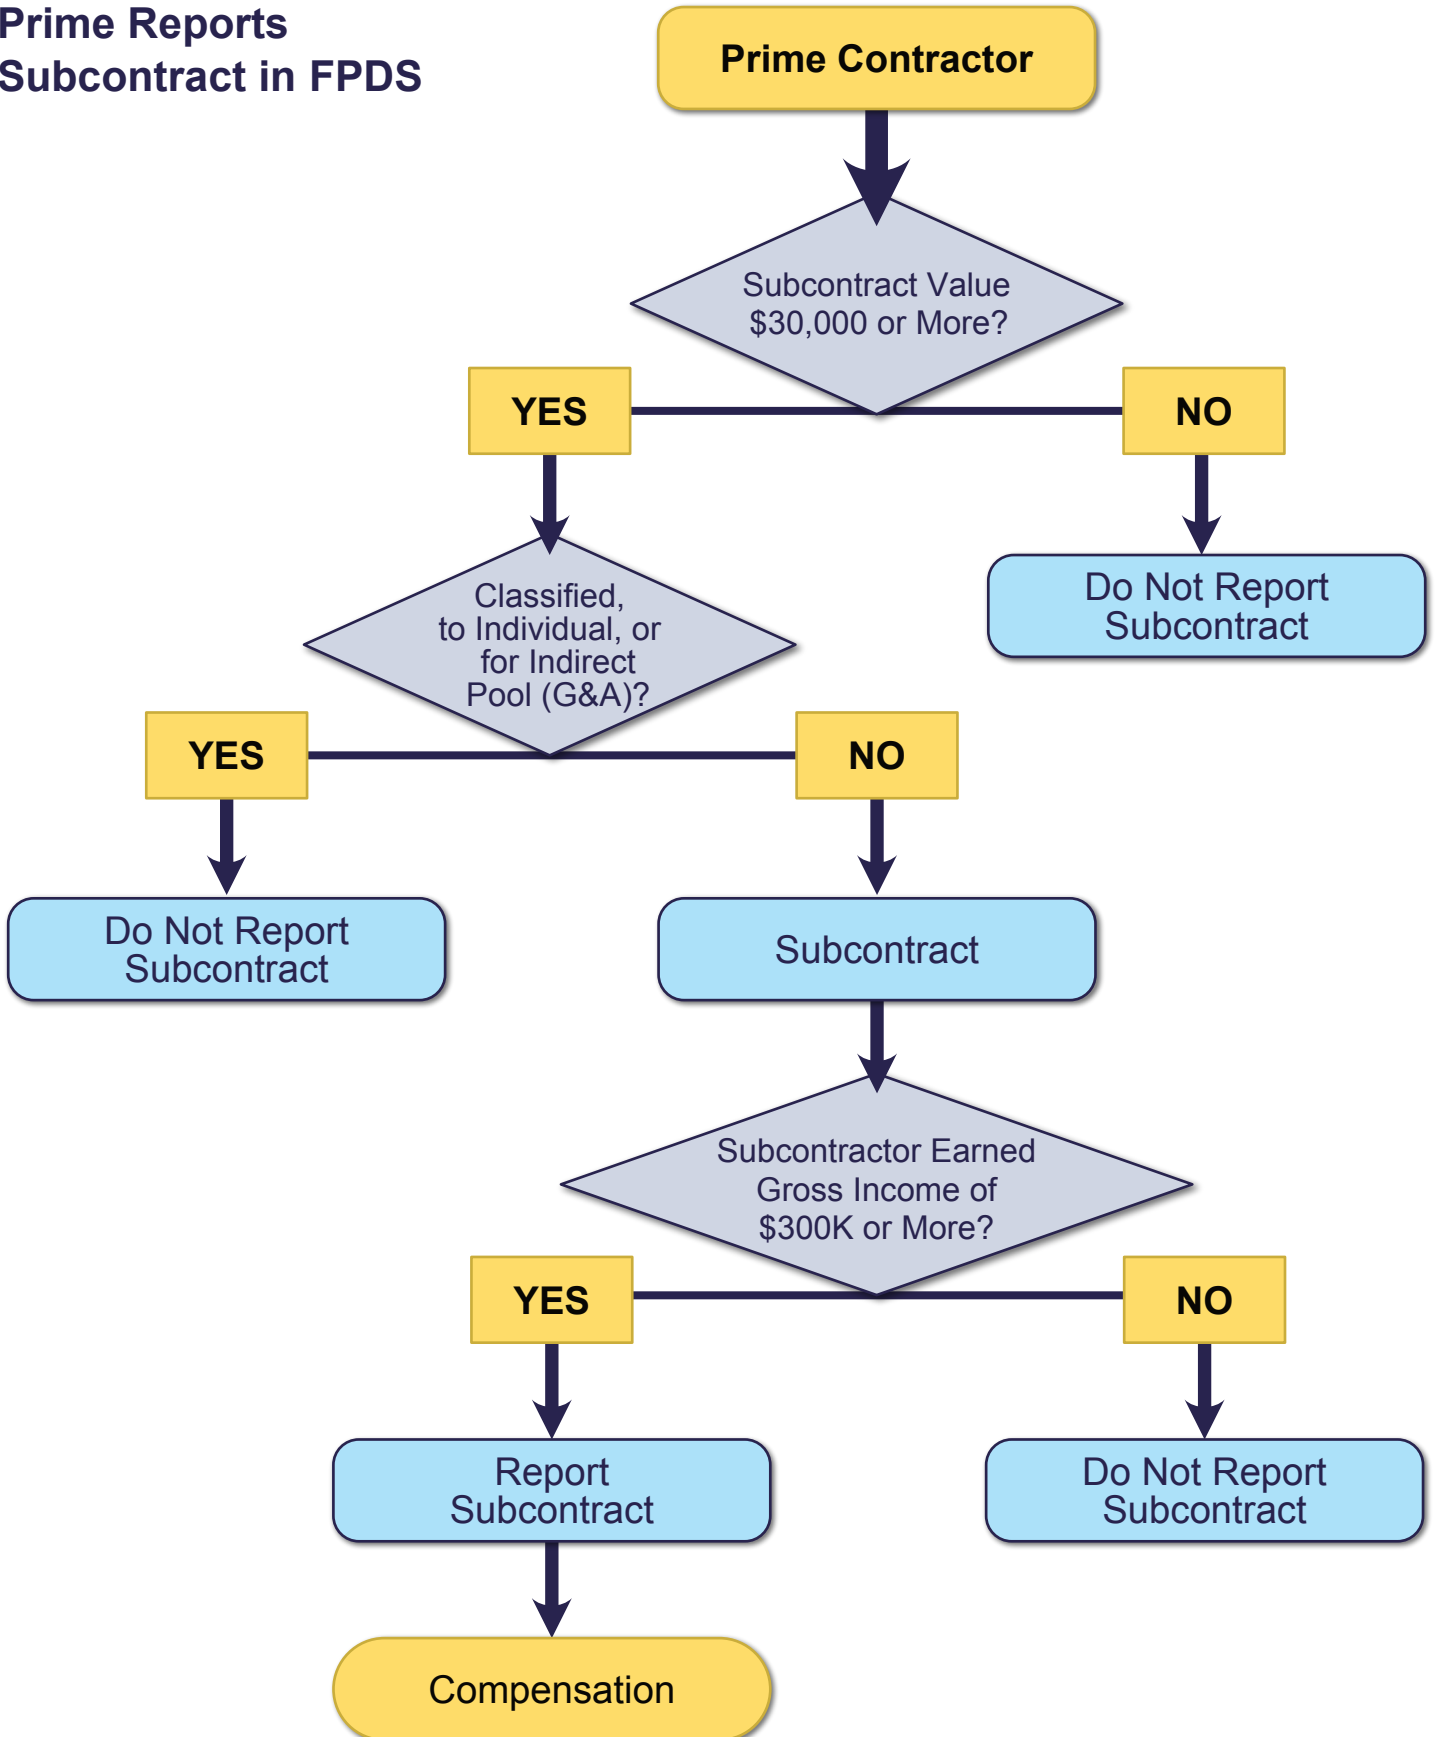 Prime Reports
Subcontract in FPDS
Prime Contractor
Subcontract Value
$30,000 or More?
YES
NO
Classified,
to Individual, or
for Indirect
Pool (G&A)?
Do Not Report
Subcontract
YES
NO
Do Not Report
Subcontract
Subcontract
Subcontractor Earned
Gross Income of
$300K or More?
YES
NO
Report
Subcontract
Do Not Report
Subcontract
Compensation